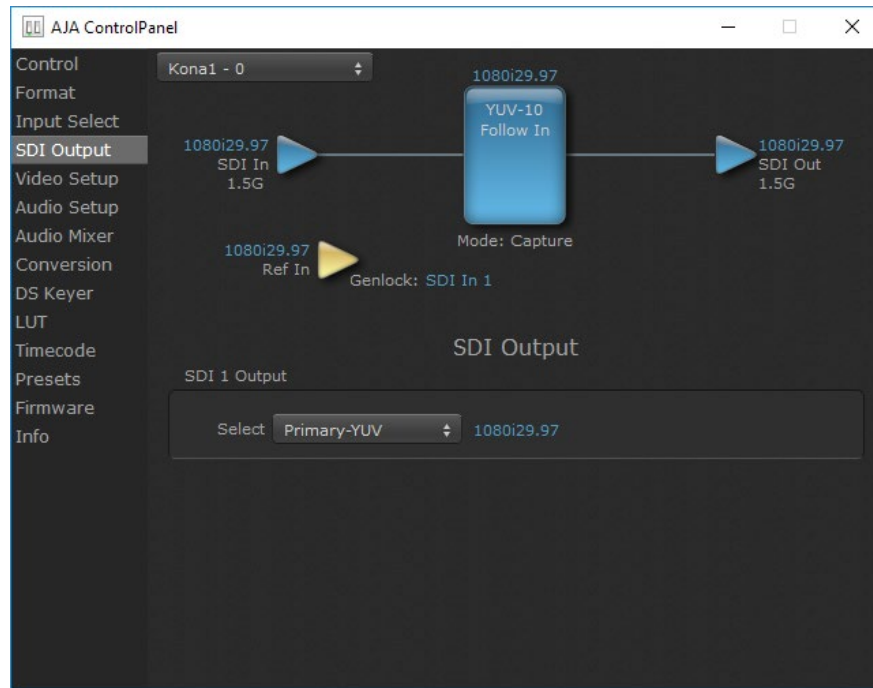 AJA ControlPanel
Control
Format
Input Select
SDI Output
Video Setup
Audio Setup
Audio Mixer
Conversion
DS Keyer
LUT
Timecode
Presets
Firmware
Info
Kona1 - 0
1080i29.97
YUV-10
Follow In
1080i29.97
SDI In
1.5G
1080i29.97
SDI Out
1.5G
Mode: Capture
1080i29.97
Ref In
Genlock: SDI In 1
SDI Output
SDI 1 Output
Select Primary-YUV 1080i29.97